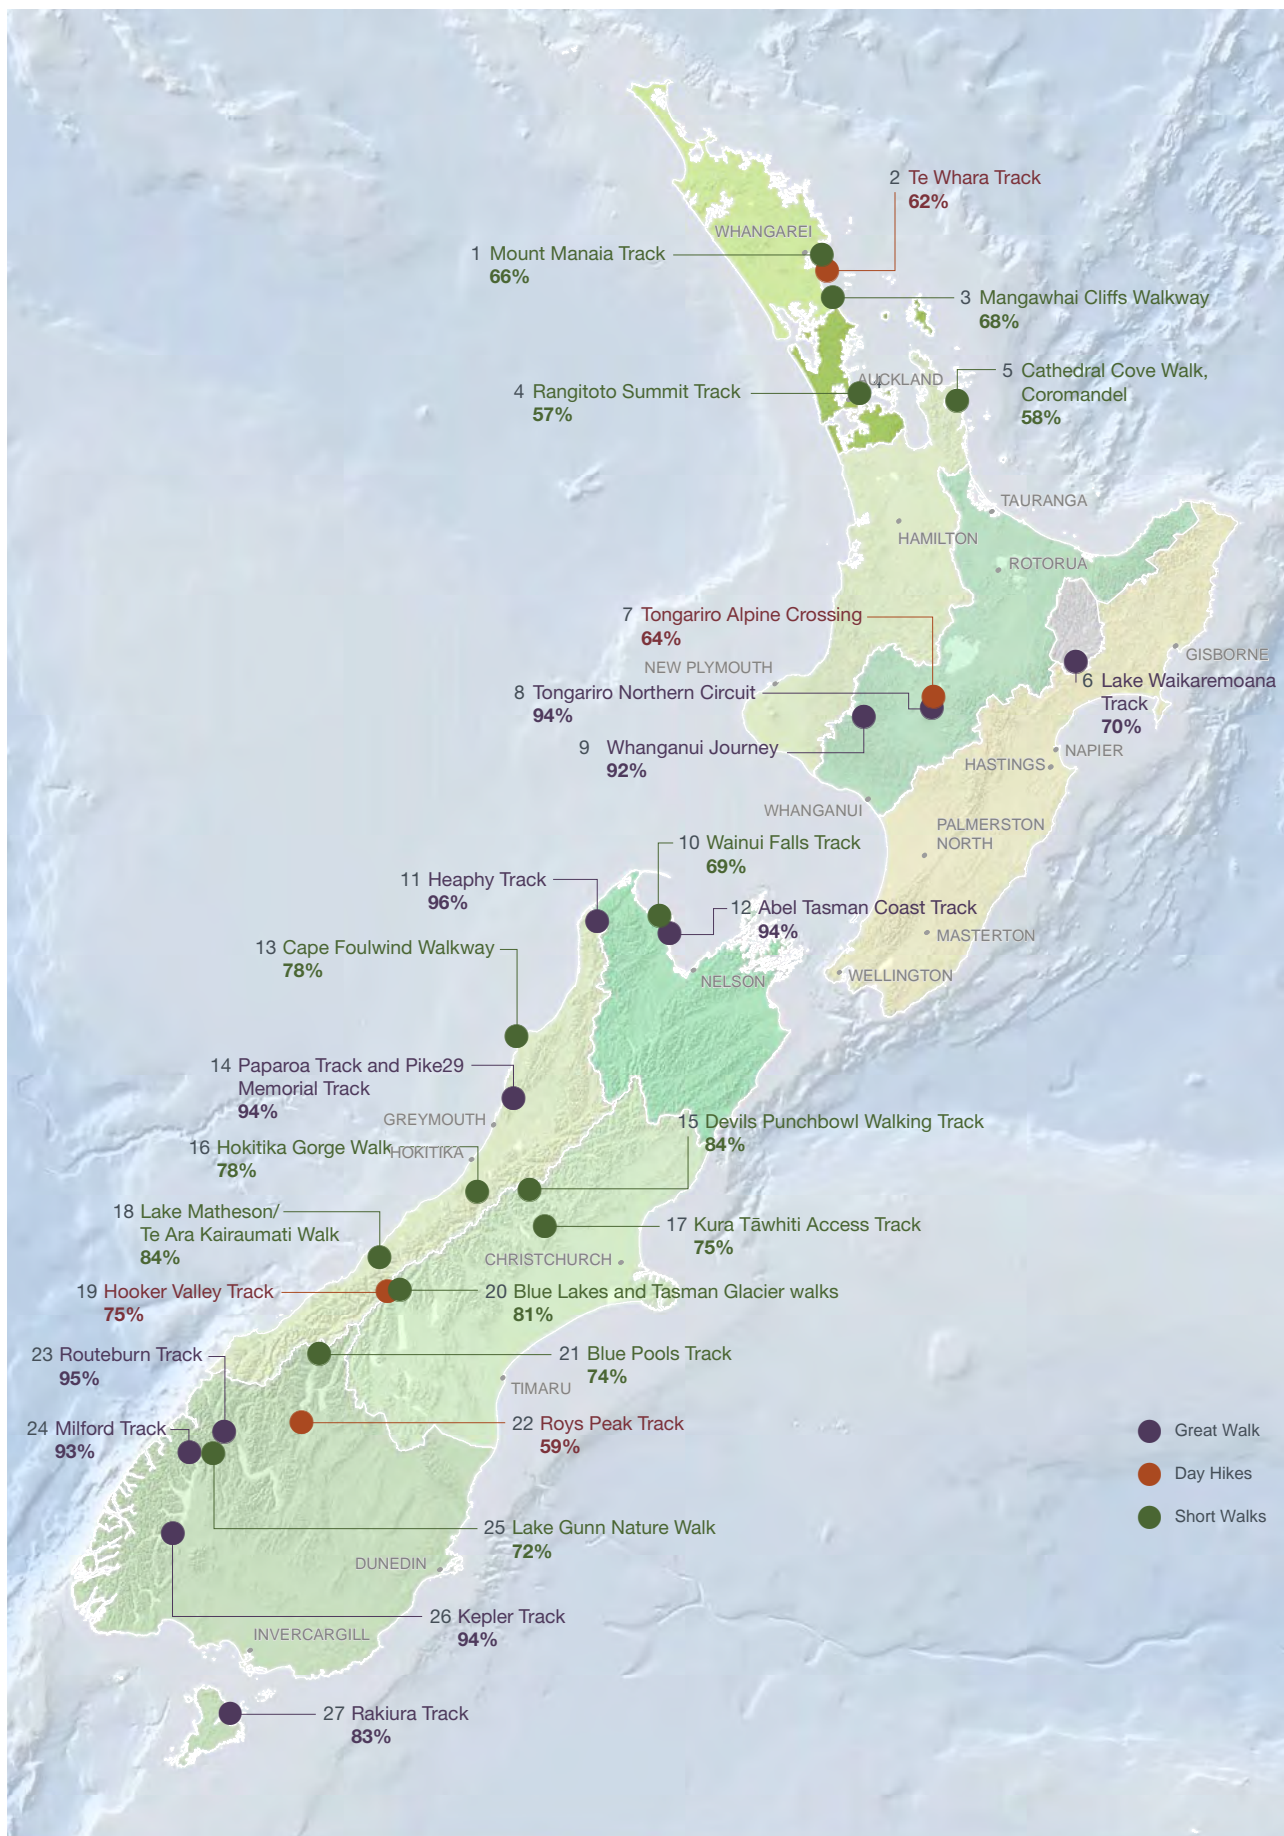 2 Te Whara Track
62%
WHANGAREI
1 Mount Manaia Track
66%
3 Mangawhai Cliffs Walkway
68%
AUCKLAND
4 Rangitoto Summit Track
57%
5 Cathedral Cove Walk,
Coromandel
58%
TAURANGA
HAMILTON
ROTORUA
7 Tongariro Alpine Crossing
64%
GISBORNE
NEW PLYMOUTH
6 Lake Waikaremoana
Track
70%
8 Tongariro Northern Circuit
94%
9 Whanganui Journey
92%
NAPIER
HASTINGS
WHANGANUI
PALMERSTON
NORTH
10 Wainui Falls Track
69%
11 Heaphy Track
96%
12 Abel Tasman Coast Track
94%
MASTERTON
13 Cape Foulwind Walkway
78%
WELLINGTON
NELSON
14 Paparoa Track and Pike29
Memorial Track
94%
GREYMOUTH
15 Devils Punchbowl Walking Track
84%
16 Hokitika Gorge Walk
78%
HOKITIKA
18 Lake Matheson/
Te Ara Kairaumati Walk
84%
17 Kura Tāwhiti Access Track
75%
CHRISTCHURCH
19 Hooker Valley Track
75%
20 Blue Lakes and Tasman Glacier walks
81%
23 Routeburn Track
95%
21 Blue Pools Track
74%
TIMARU
24 Milford Track
93%
22 Roys Peak Track
59%
Great Walk
Day Hikes
Short Walks
25 Lake Gunn Nature Walk
72%
DUNEDIN
26 Kepler Track
94%
INVERCARGILL
27 Rakiura Track
83%